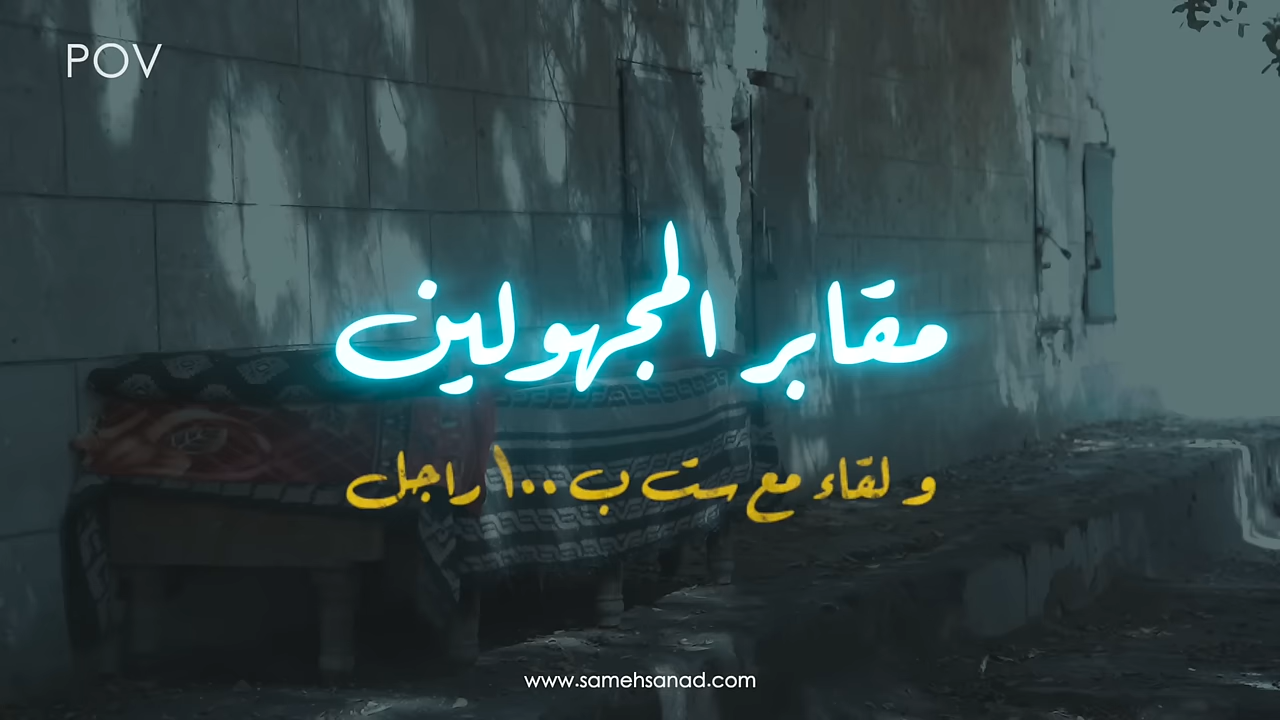 POV
مقابر المجهولين
و لقاء مع ست ب ١٠٠ راجل
www.samehsanad.com